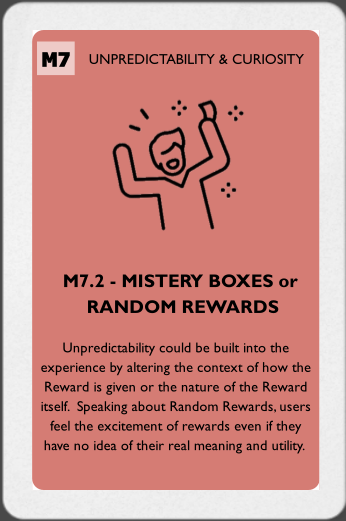 M7 UNPREDICTABILITY & CURIOSITY
M7.2 - MISTERY BOXES or
RANDOM REWARDS
Unpredictability could be built into the
experience by altering the context of how the
Reward is given or the nature of the Reward
itself. Speaking about Random Rewards, users
feel the excitement of rewards even if they
have no idea of their real meaning and utility.